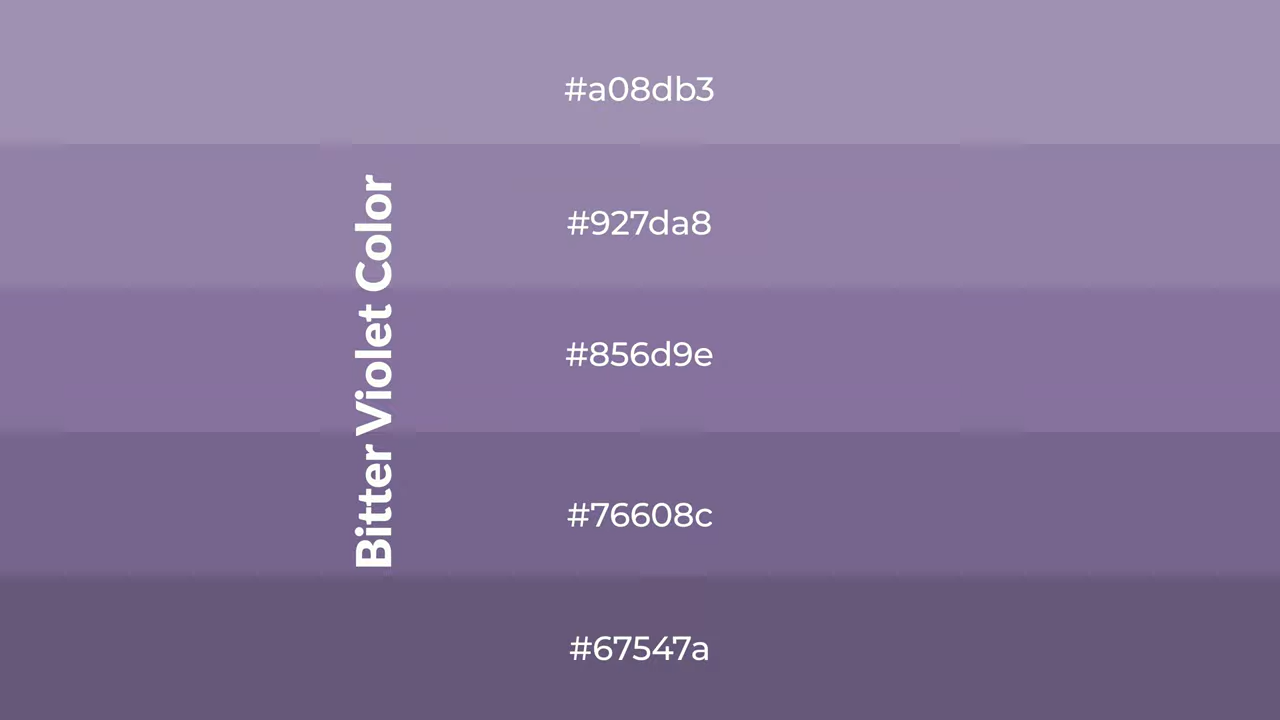 Bitter Violet Color
#a08db3
#927da8
#856d9e
#76608c
#67547a